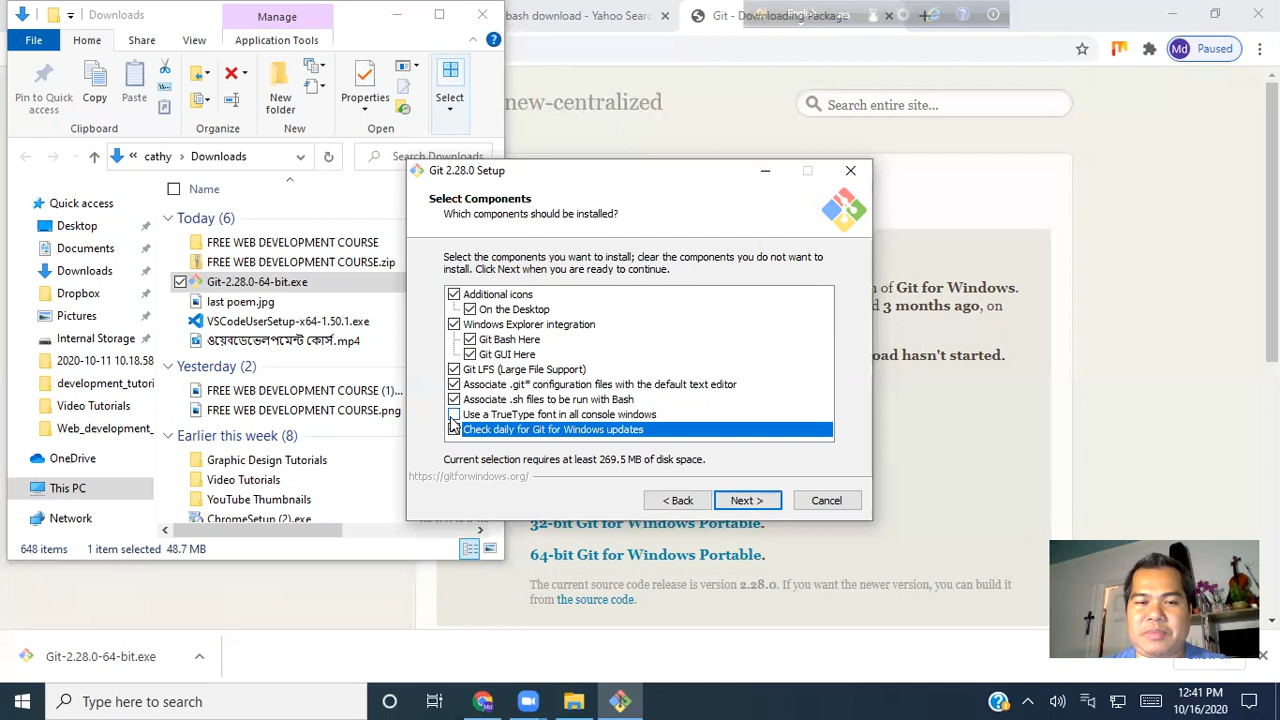 Downloads
Manage
bash download - Yahoo Sear
Git - Downloading Package
File
Home
Share
View
Application Tools
Md
Paused
Pin to Quick
access
Copy
Paste
New
folder
Properties
Select
Clipboard
Organize
New
Open
new-centralized
Search entire site...
cathy
Downloads
Search Downloads
Name
Quick access
Desktop
Documents
Downloads
Dropbox
Pictures
Internal Storage
2020-10-11 10.18.58
development_tutori
Video Tutorials
Web_development_
OneDrive
This PC
Network
Today (6)
FREE WEB DEVELOPMENT COURSE
FREE WEB DEVELOPMENT COURSE.zip
Git-2.28.0-64-bit.exe
last poem.jpg
VSCodeUserSetup-x64-1.50.1.exe
ওয়েবডেভেলপমেন্ট কোর্স.mp4
Yesterday (2)
FREE WEB DEVELOPMENT COURSE (1)...
FREE WEB DEVELOPMENT COURSE.png
Earlier this week (8)
Graphic Design Tutorials
Video Tutorials
YouTube Thumbnails
ChromeSetup (2).exe
648 items
1 item selected 48.7 MB
Git 2.28.0 Setup
Select Components
Which components should be installed?
Select the components you want to install; clear the components you do not want to
install. Click Next when you are ready to continue.
Additional icons
On the Desktop
Windows Explorer integration
Git Bash Here
Git GUI Here
Git LFS (Large File Support)
Associate .git* configuration files with the default text editor
Associate .sh files to be run with Bash
Use a TrueType font in all console windows
Check daily for Git for Windows updates
Current selection requires at least 269.5 MB of disk space.
https://gitforwindows.org/
< Back
Next >
Cancel
n of Git for Windows.
3 months ago, on
oad hasn't started.
32-bit Git for Windows Portable.
64-bit Git for Windows Portable.
The current source code release is version 2.28.0. If you want the newer version, you can build it
from the source code.
Git-2.28.0-64-bit.exe
Type here to search
12:41 PM
10/16/2020